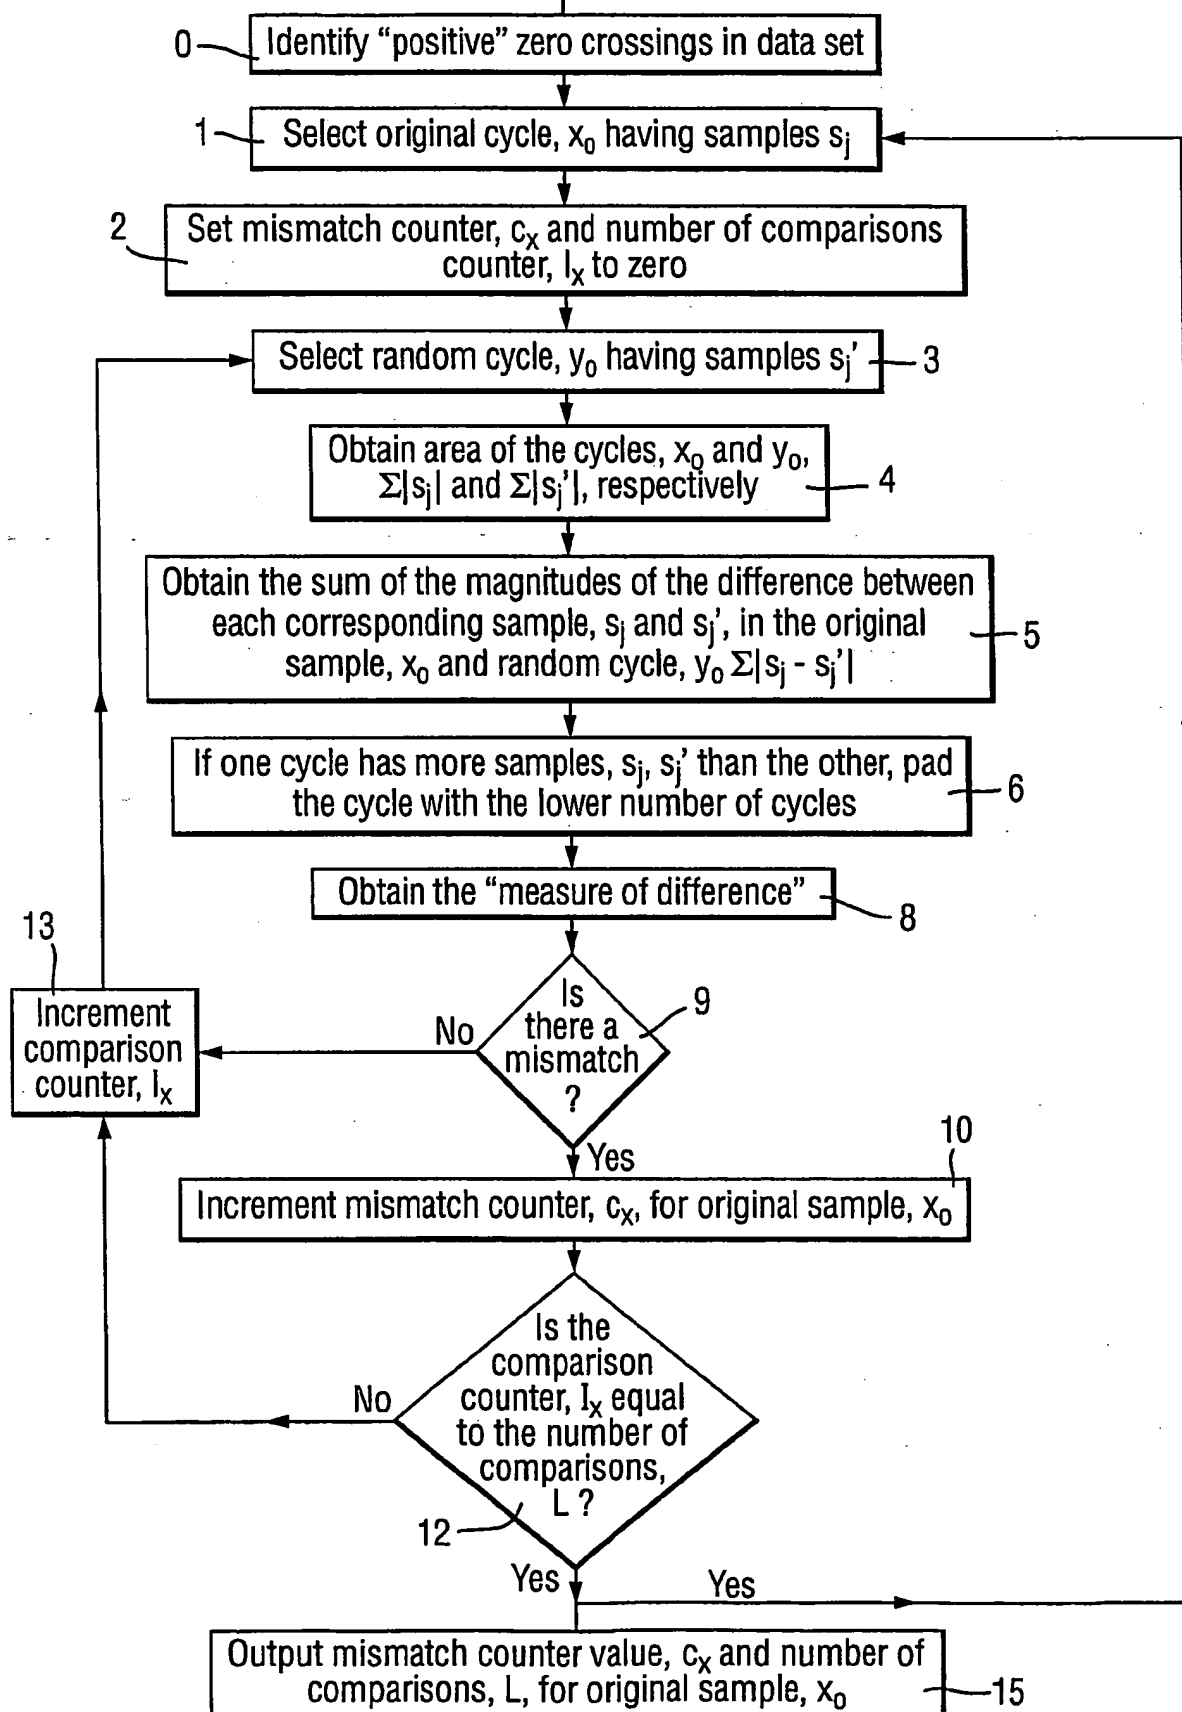 0
Identify “positive” zero crossings in data set
1
Select original cycle, x₀ having samples sⱼ
2
Set mismatch counter, cₓ and number of comparisons
counter, Iₓ to zero
Select random cycle, y₀ having samples sⱼ’
3
Obtain area of the cycles, x₀ and y₀,
Σ|sⱼ| and Σ|sⱼ’|, respectively
4
Obtain the sum of the magnitudes of the difference between
each corresponding sample, sⱼ and sⱼ’, in the original
sample, x₀ and random cycle, y₀ Σ|sⱼ - sⱼ’|
5
If one cycle has more samples, sⱼ, sⱼ’ than the other, pad
the cycle with the lower number of cycles
6
Obtain the “measure of difference”
8
13
Increment
comparison
counter, Iₓ
No
Is
there a
mismatch
?
9
Yes
10
Increment mismatch counter, cₓ, for original sample, x₀
No
Is the
comparison
counter, Iₓ equal
to the number of
comparisons,
L ?
12
Yes
Yes
Output mismatch counter value, cₓ and number of
comparisons, L, for original sample, x₀
15